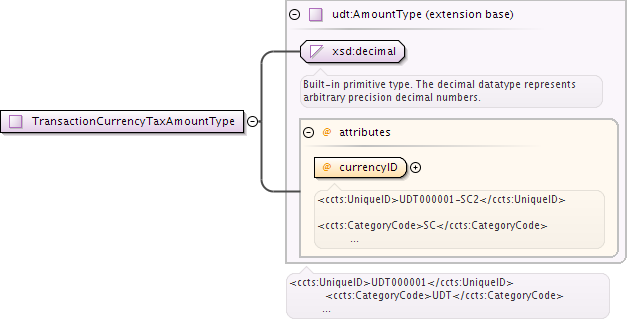 udt:AmountType (extension base)
xsd:decimal
Built-in primitive type. The decimal datatype represents
arbitrary precision decimal numbers.
TransactionCurrencyTaxAmountType
@ attributes
@ currencyID
<ccts:UniqueID>UDT000001-SC2</ccts:UniqueID>
<ccts:CategoryCode>SC</ccts:CategoryCode>
...
<ccts:UniqueID>UDT000001</ccts:UniqueID>
<ccts:CategoryCode>UDT</ccts:CategoryCode>
...